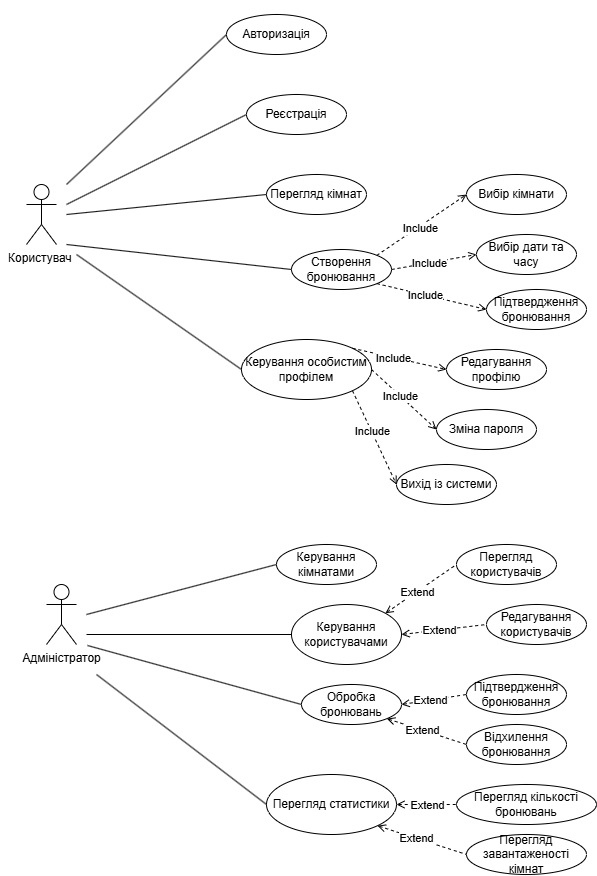 Авторизація
Реєстрація
Перегляд кімнат
Вибір кімнати
Include
Користувач
Створення
бронювання
Include
Вибір дати та
часу
Include
Підтвердження
бронювання
Керування особистим
профілем
Include
Редагування
профілю
Include
Зміна пароля
Include
Вихід із системи
Керування
кімнатами
Перегляд
користувачів
Extend
Керування
користувачами
Extend
Редагування
користувачів
Адміністратор
Обробка
бронювань
Extend
Підтвердження
бронювання
Extend
Відхилення
бронювання
Перегляд статистики
Extend
Перегляд кількості
бронювань
Extend
Перегляд
завантаженості
кімнат